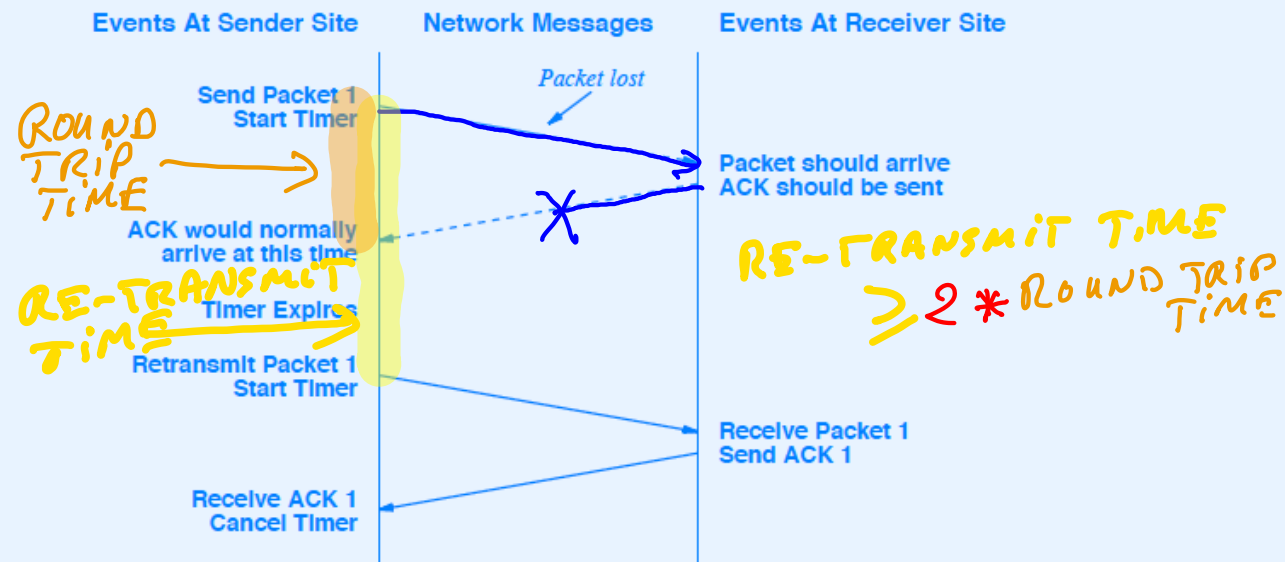 Events At Sender Site
Network Messages
Events At Receiver Site
Packet lost
Send Packet 1
Start Timer
ROUND
TRIP
TIME
Packet should arrive
ACK should be sent
ACK would normally
arrive at this time
RE-TRANSMIT TIME
≥ 2 * ROUND TRIP
TIME
RE-TRANSMIT
TIME
Timer Expires
Retransmit Packet 1
Start Timer
Receive Packet 1
Send ACK 1
Receive ACK 1
Cancel Timer